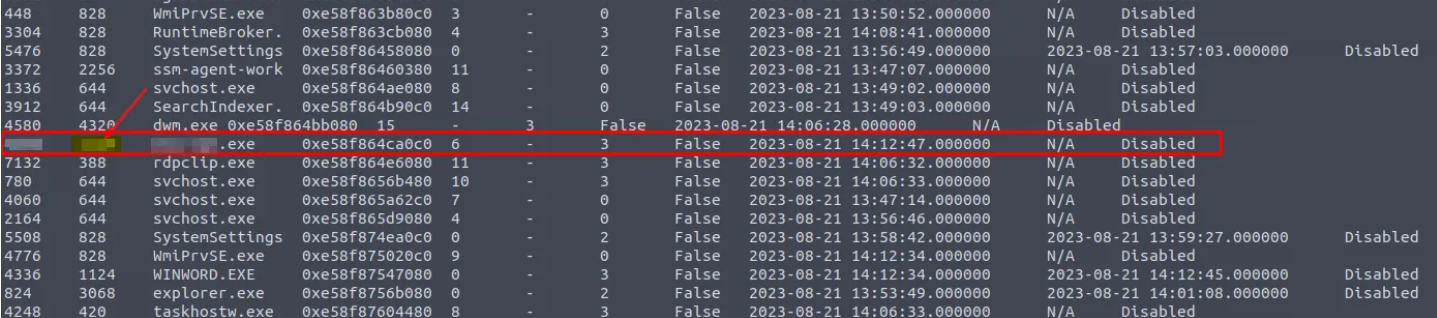 448 828 WmiPrvSE.exe 0xe58f863b80c0 3 - 0 False 2023-08-21 13:50:52.000000 N/A Disabled
3304 828 RuntimeBroker. 0xe58f863cb080 4 - 3 False 2023-08-21 14:08:41.000000 N/A Disabled
5476 828 SystemSettings 0xe58f86458080 0 - 2 False 2023-08-21 13:56:49.000000 2023-08-21 13:57:03.000000 Disabled
3372 2256 ssm-agent-work 0xe58f86460380 11 - 0 False 2023-08-21 13:47:07.000000 N/A Disabled
1336 644 svchost.exe 0xe58f864ae080 8 - 0 False 2023-08-21 13:49:02.000000 N/A Disabled
3912 644 SearchIndexer. 0xe58f864b90c0 14 - 0 False 2023-08-21 13:49:03.000000 N/A Disabled
4580 4320 dwm.exe 0xe58f864bb080 15 - 3 False 2023-08-21 14:06:28.000000 N/A Disabled
.exe 0xe58f864ca0c0 6 - 3 False 2023-08-21 14:12:47.000000 N/A Disabled
7132 388 rdpclip.exe 0xe58f864e6080 11 - 3 False 2023-08-21 14:06:32.000000 N/A Disabled
780 644 svchost.exe 0xe58f8656b480 10 - 3 False 2023-08-21 14:06:33.000000 N/A Disabled
4060 644 svchost.exe 0xe58f865a62c0 7 - 0 False 2023-08-21 13:47:14.000000 N/A Disabled
2164 644 svchost.exe 0xe58f865d9080 4 - 0 False 2023-08-21 13:56:46.000000 N/A Disabled
5508 828 SystemSettings 0xe58f874ea0c0 0 - 2 False 2023-08-21 13:58:42.000000 2023-08-21 13:59:27.000000 Disabled
4776 828 WmiPrvSE.exe 0xe58f875020c0 9 - 0 False 2023-08-21 14:12:34.000000 N/A Disabled
4336 1124 WINWORD.EXE 0xe58f87547080 0 - 3 False 2023-08-21 14:12:34.000000 2023-08-21 14:12:45.000000 Disabled
824 3068 explorer.exe 0xe58f8756b080 0 - 2 False 2023-08-21 13:53:49.000000 2023-08-21 14:01:08.000000 Disabled
4248 420 taskhostw.exe 0xe58f87604480 8 - 3 False 2023-08-21 14:06:33.000000 N/A Disabled